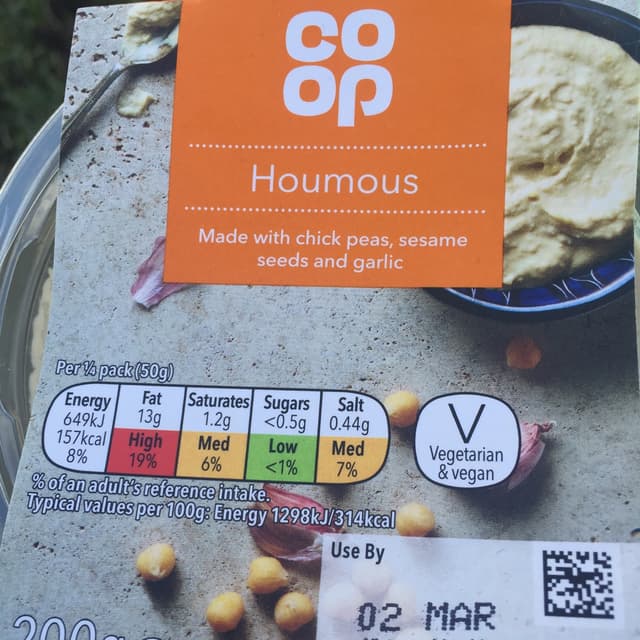 CO
OP
Houmous
Made with chick peas, sesame
seeds and garlic
Per ¼ pack (50g)
Energy
649kJ
157kcal
8%
Fat
13g
High
19%
Saturates
1.2g
Med
6%
Sugars
<0.5g
Low
<1%
Salt
0.44g
Med
7%
V
Vegetarian
& vegan
% of an adult's reference intake.
Typical values per 100g: Energy 1298kJ/314kcal
Use By
02 MAR
200g